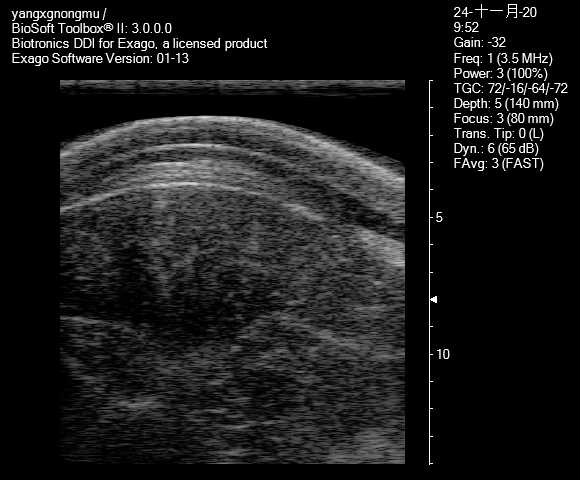 yangxgnongmu /
BioSoft Toolbox® II: 3.0.0.0
Biotronics DDI for Exago, a licensed product
Exago Software Version: 01-13
24-十一月-20
9:52
Gain: -32
Freq: 1 (3.5 MHz)
Power: 3 (100%)
TGC: 72/-16/-64/-72
Depth: 5 (140 mm)
Focus: 3 (80 mm)
Trans. Tip: 0 (L)
Dyn.: 6 (65 dB)
FAvg: 3 (FAST)
5
10